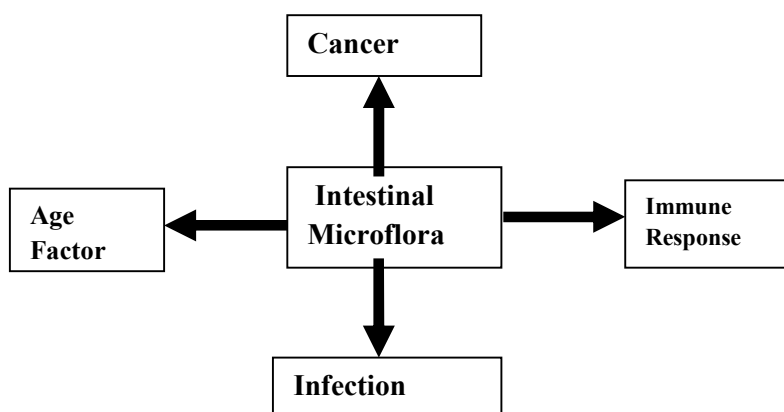 Cancer
Intestinal
Microflora
Age
Factor
Immune
Response
Infection